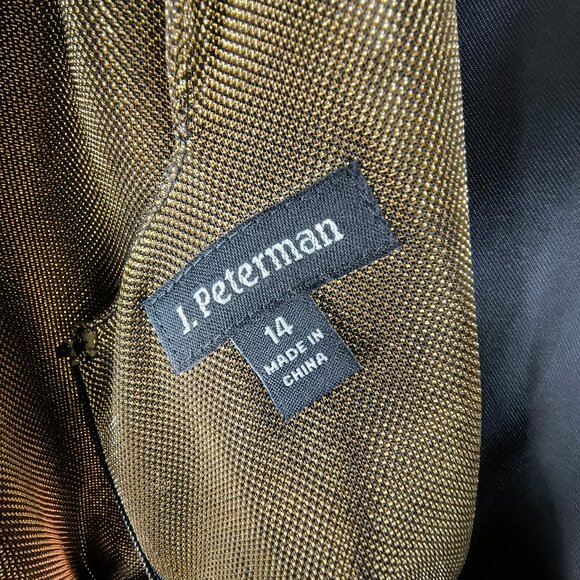 J. Peterman
14
MADE IN
CHINA